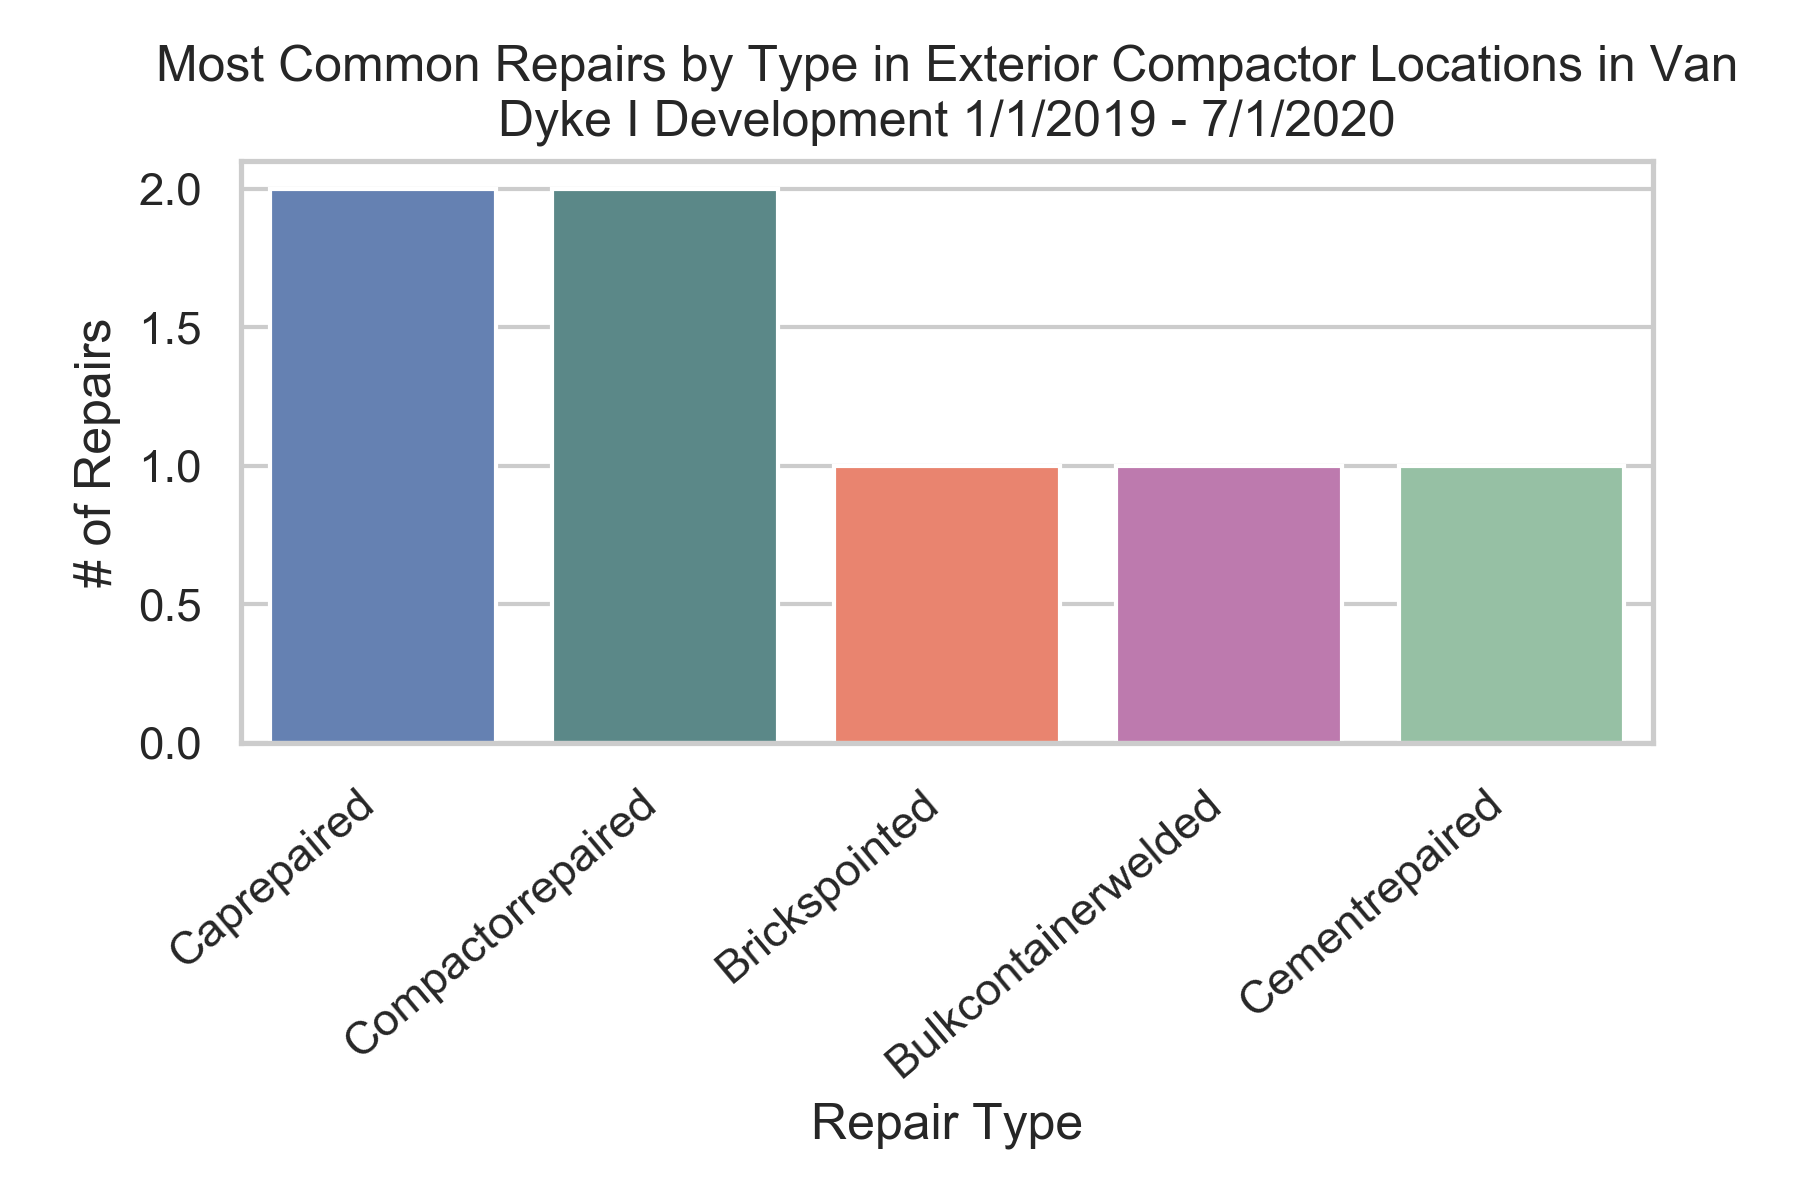 Most Common Repairs by Type in Exterior Compactor Locations in Van
Dyke I Development 1/1/2019 - 7/1/2020
2.0
1.5
1.0
0.5
0.0
# of Repairs
Caprepaired
Compactorrepaired
Brickspointed
Bulkcontainerwelded
Cementrepaired
Repair Type